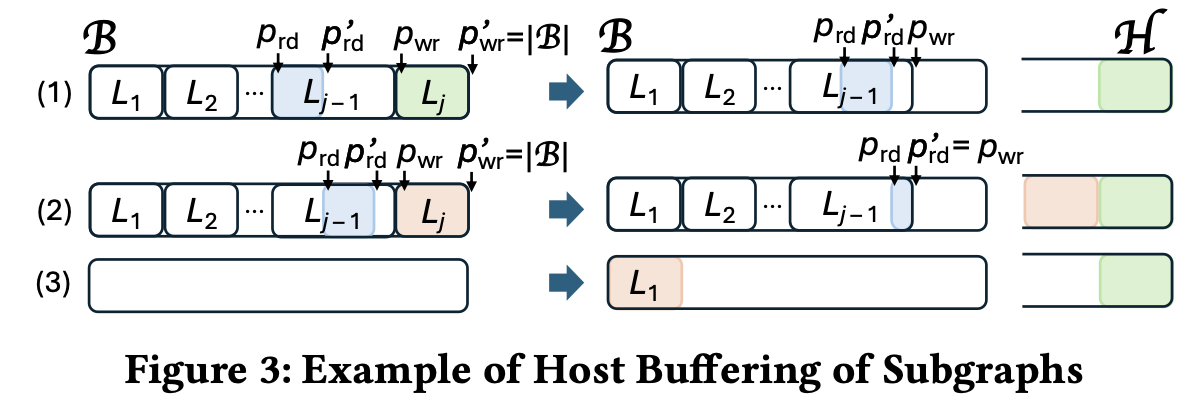 ℬ ℬ ℋ
p_rd p′_rd p_wr p′_wr=|ℬ| p_rd p′_rd p_wr
(1) L_1 L_2 ... L_{j−1} L_j L_1 L_2 ... L_{j−1}
p_rd p′_rd p_wr p′_wr=|ℬ| p_rd p′_rd= p_wr
(2) L_1 L_2 ... L_{j−1} L_j L_1 L_2 ... L_{j−1}
(3) L_1
Figure 3: Example of Host Buffering of Subgraphs